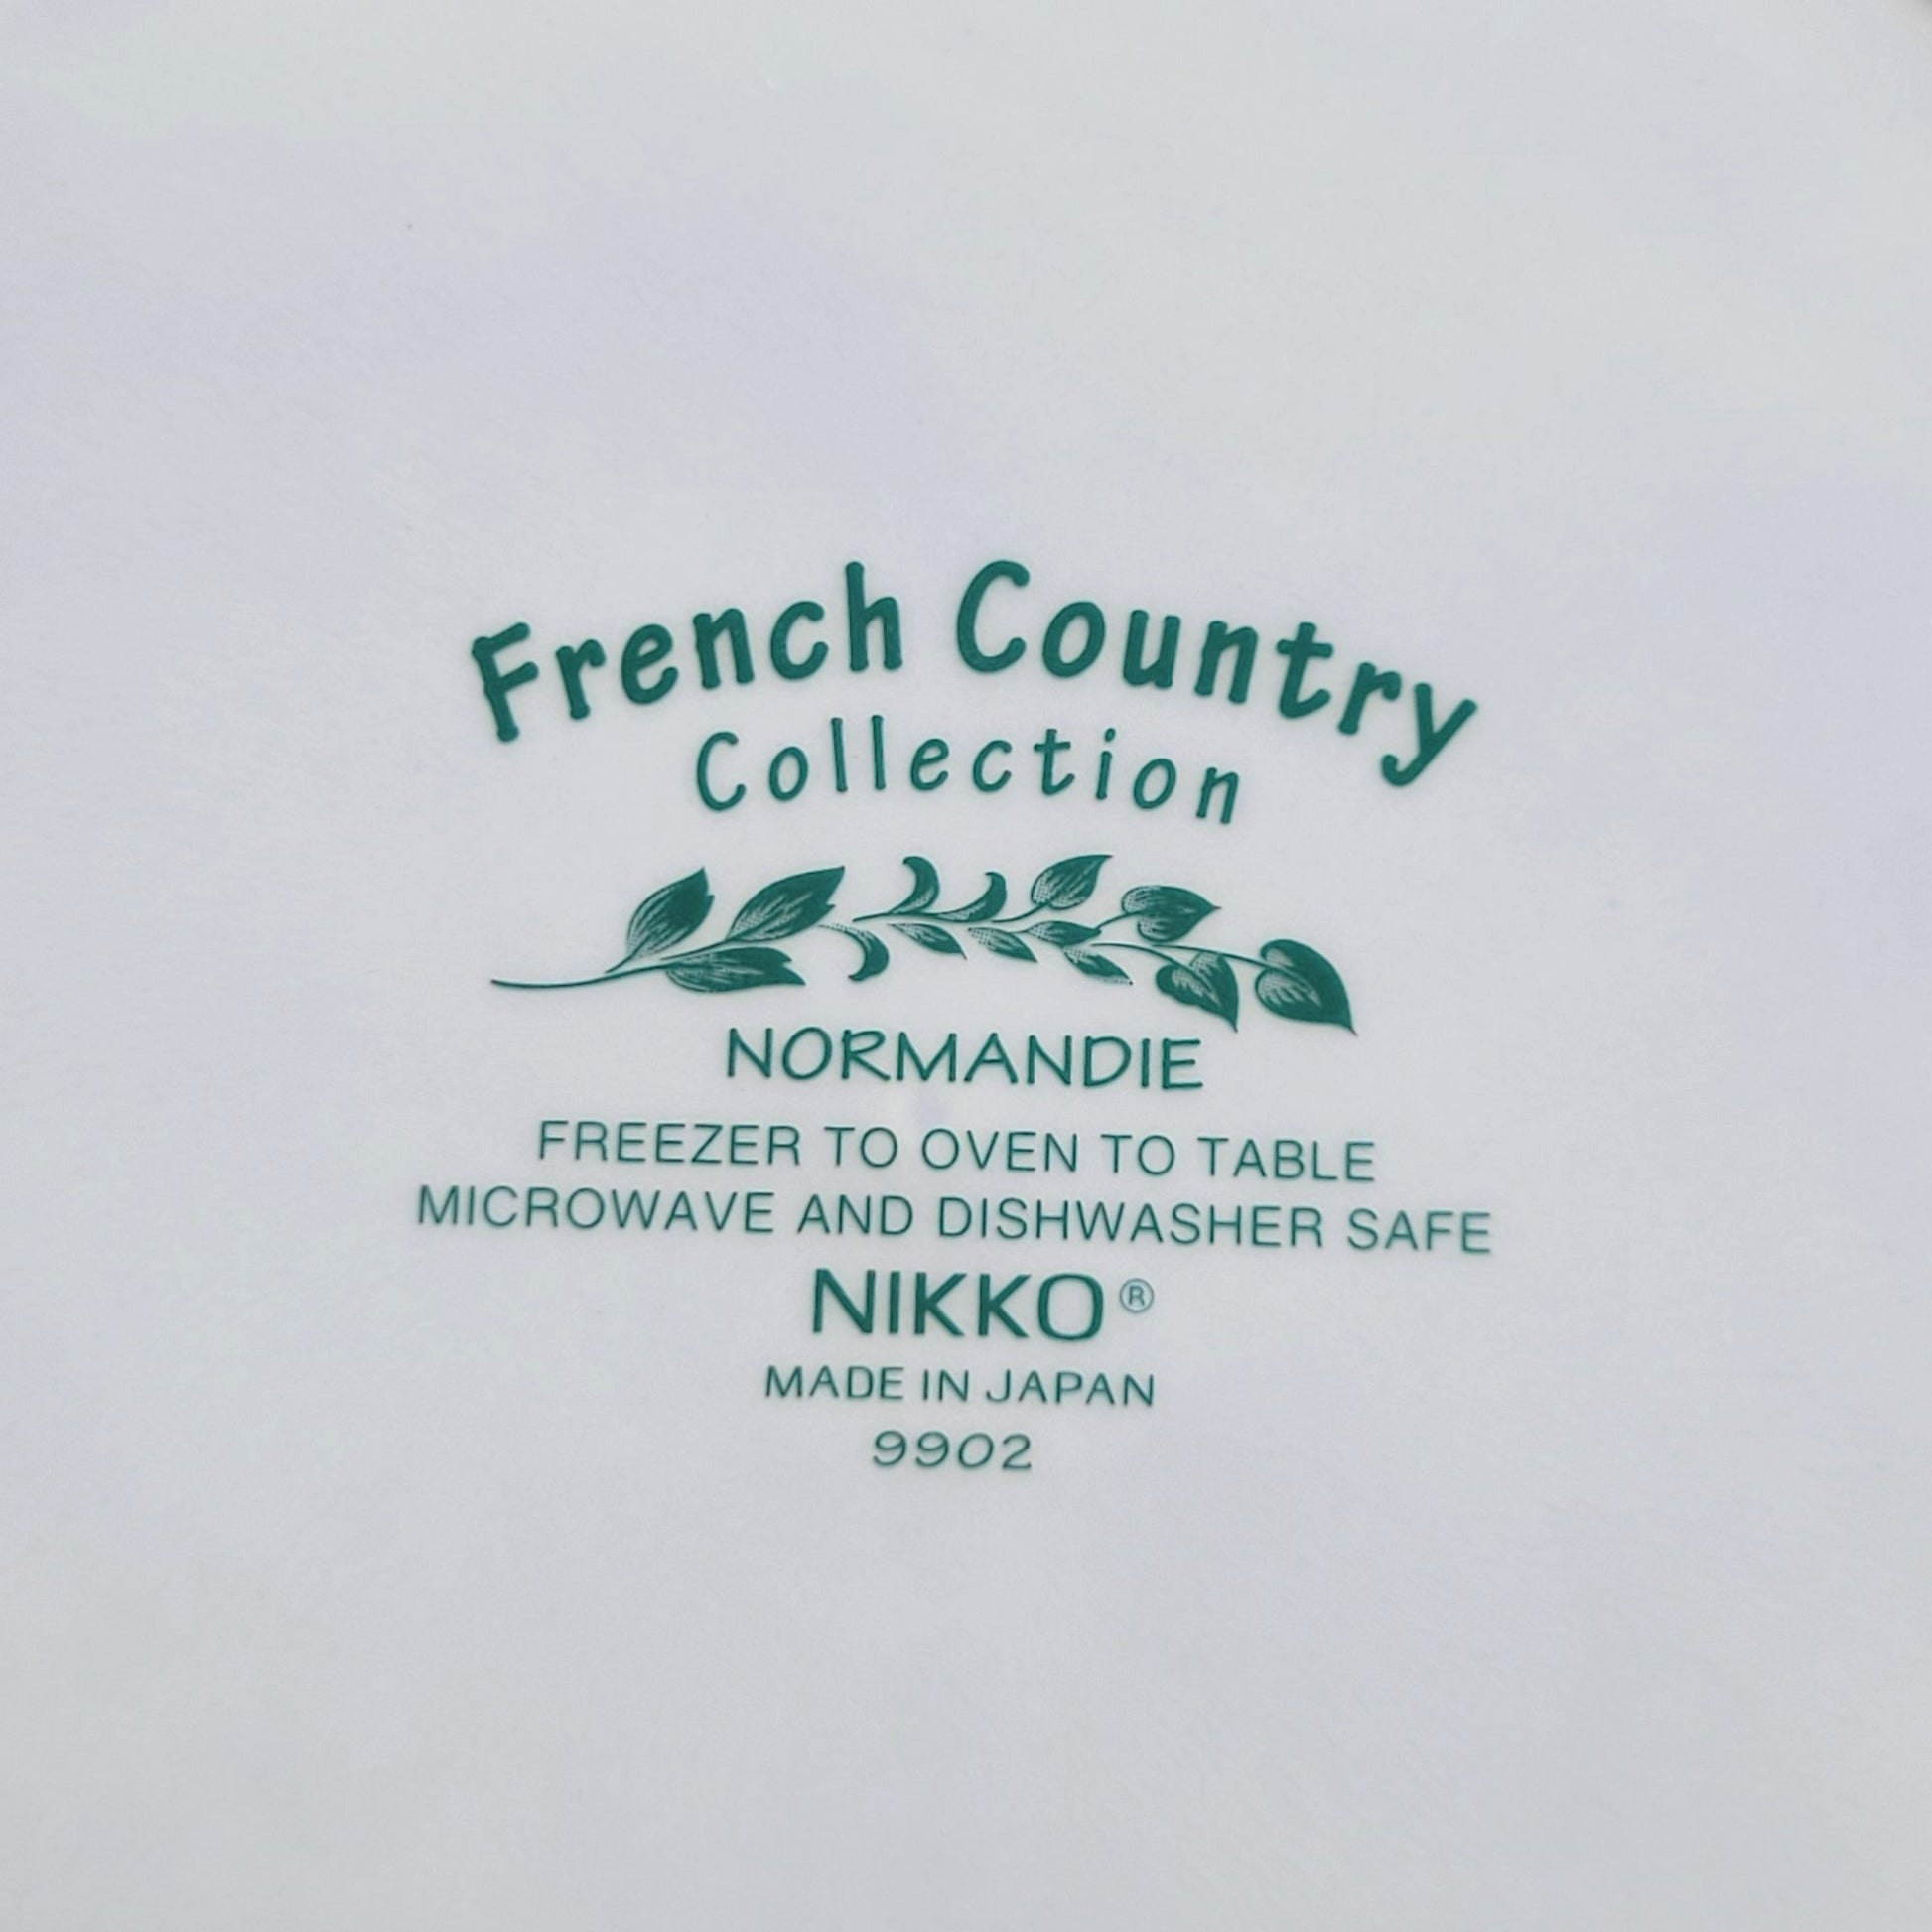 French Country
Collection
NORMANDIE
FREEZER TO OVEN TO TABLE
MICROWAVE AND DISHWASHER SAFE
NIKKO®
MADE IN JAPAN
9902